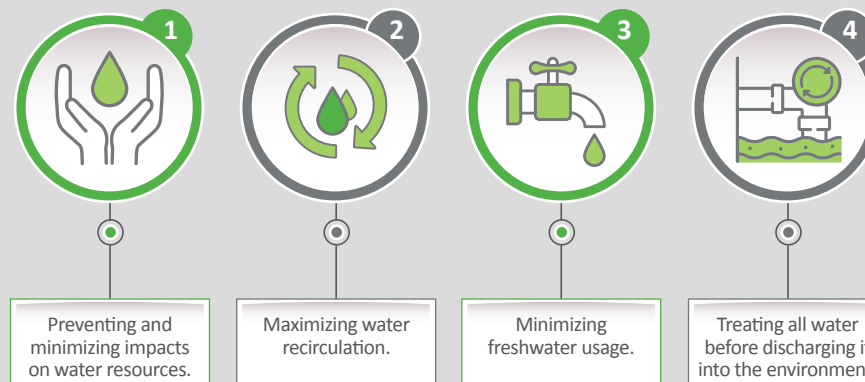 1
2
3
4
Preventing and
minimizing impacts
on water resources.
Maximizing water
recirculation.
Minimizing
freshwater usage.
Treating all water
before discharging
into the